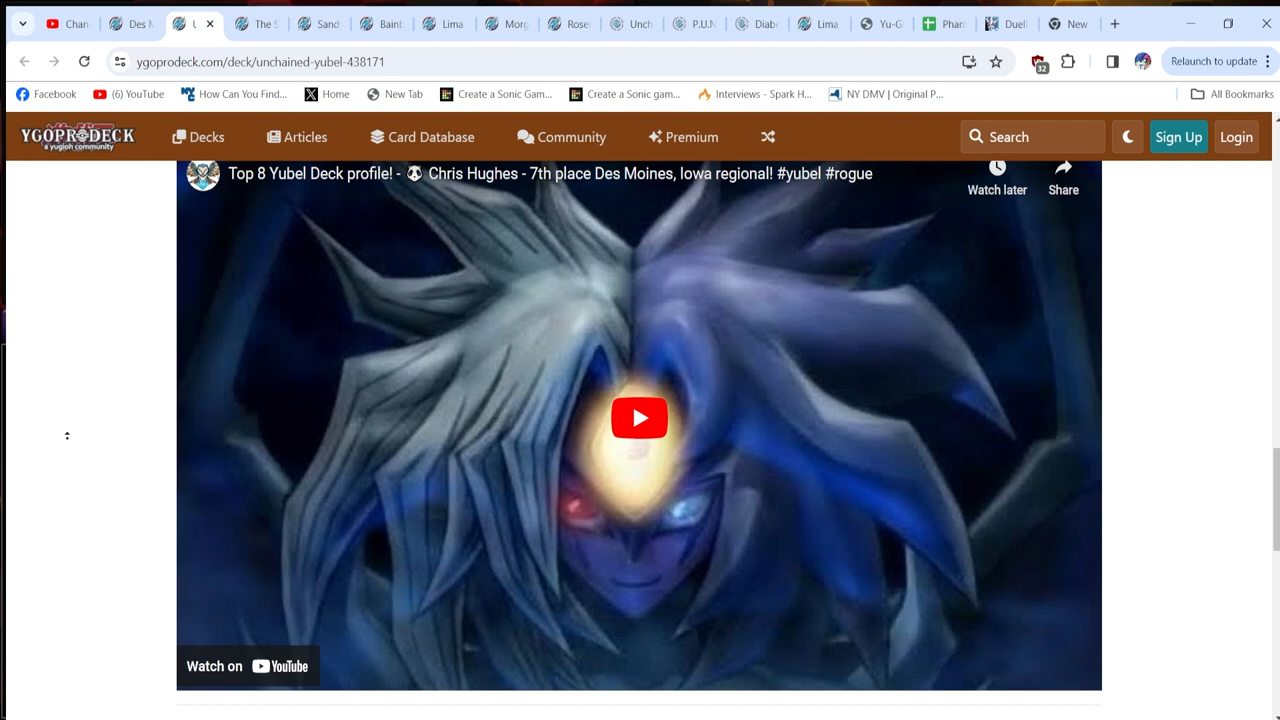 Chan
Des M
U
The S
Sand
Bainb
Lima
Morg
Rose
Unch
P.U.N
Diabe
Lima
Yu-G
Phan
Dueli
New
ygoprodeck.com/deck/unchained-yubel-438171
32
Relaunch to update
Facebook
(6) YouTube
How Can You Find...
Home
New Tab
Create a Sonic Gam...
Create a Sonic gam...
Interviews - Spark H...
NY DMV | Original P...
All Bookmarks
YGOPRODECK
a yugioh community
Decks
Articles
Card Database
Community
Premium
Search
Sign Up
Login
Top 8 Yubel Deck profile! - Chris Hughes - 7th place Des Moines, Iowa regional! #yubel #rogue
Watch later
Share
Watch on YouTube